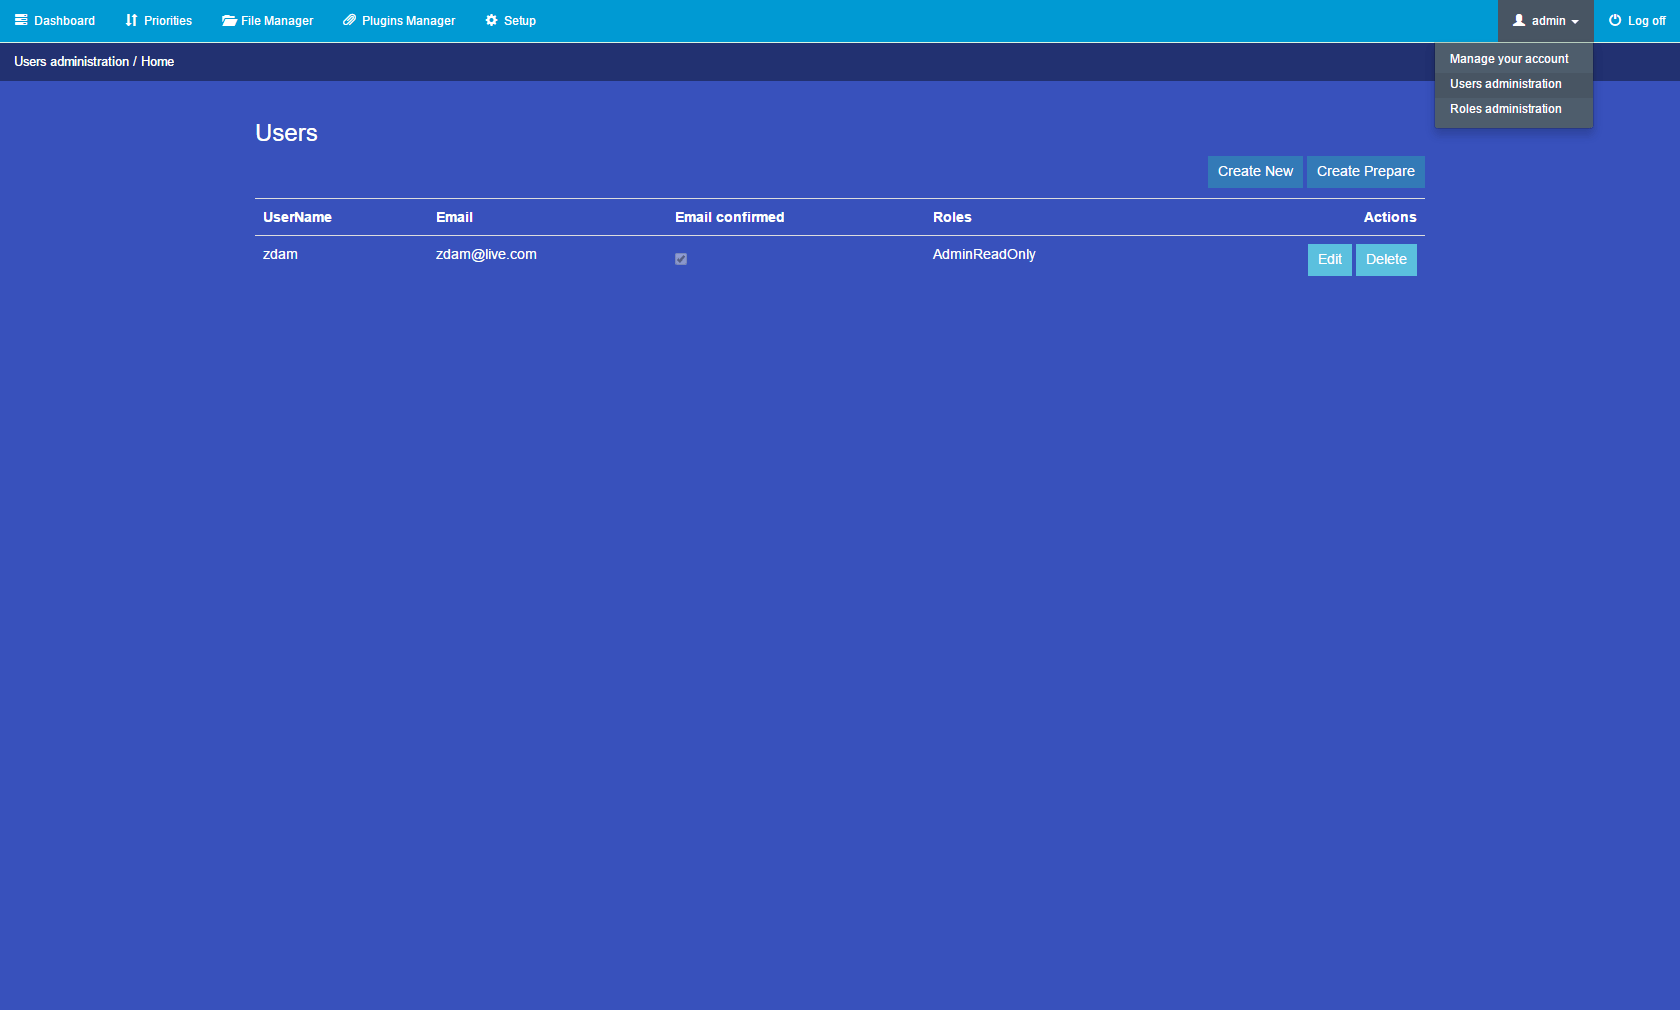 Dashboard Priorities File Manager Plugins Manager Setup admin Log off
Users administration / Home
Manage your account
Users administration
Roles administration
Users
Create New Create Prepare
UserName Email Email confirmed Roles Actions
zdam zdam@live.com AdminReadOnly Edit Delete